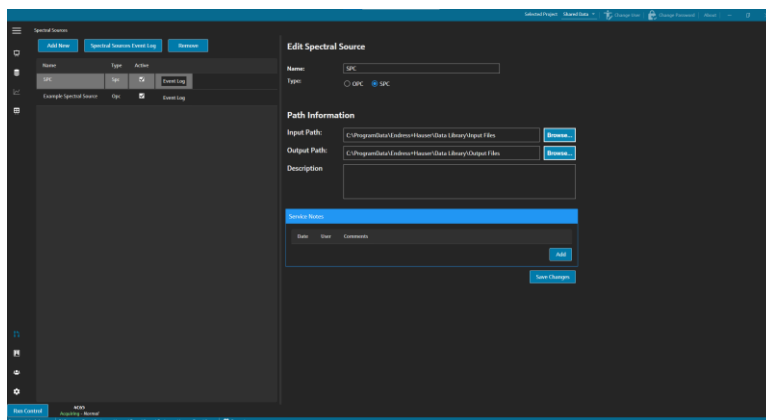 Selected Project Shared Data Change User Change Password About
Spectral Sources
Add New Spectral Sources Event Log Remove
Name Type Active
SPC Spc Event Log
Example Spectral Source Opc Event Log
Edit Spectral Source
Name: SPC
Type: OPC SPC
Path Information
Input Path: C:\ProgramData\Endress+Hauser\Data Library\Input Files Browse...
Output Path: C:\ProgramData\Endress+Hauser\Data Library\Output Files Browse...
Description
Service Notes
Date User Comments
Add
Save Changes
Run Control
Acquiring - Normal